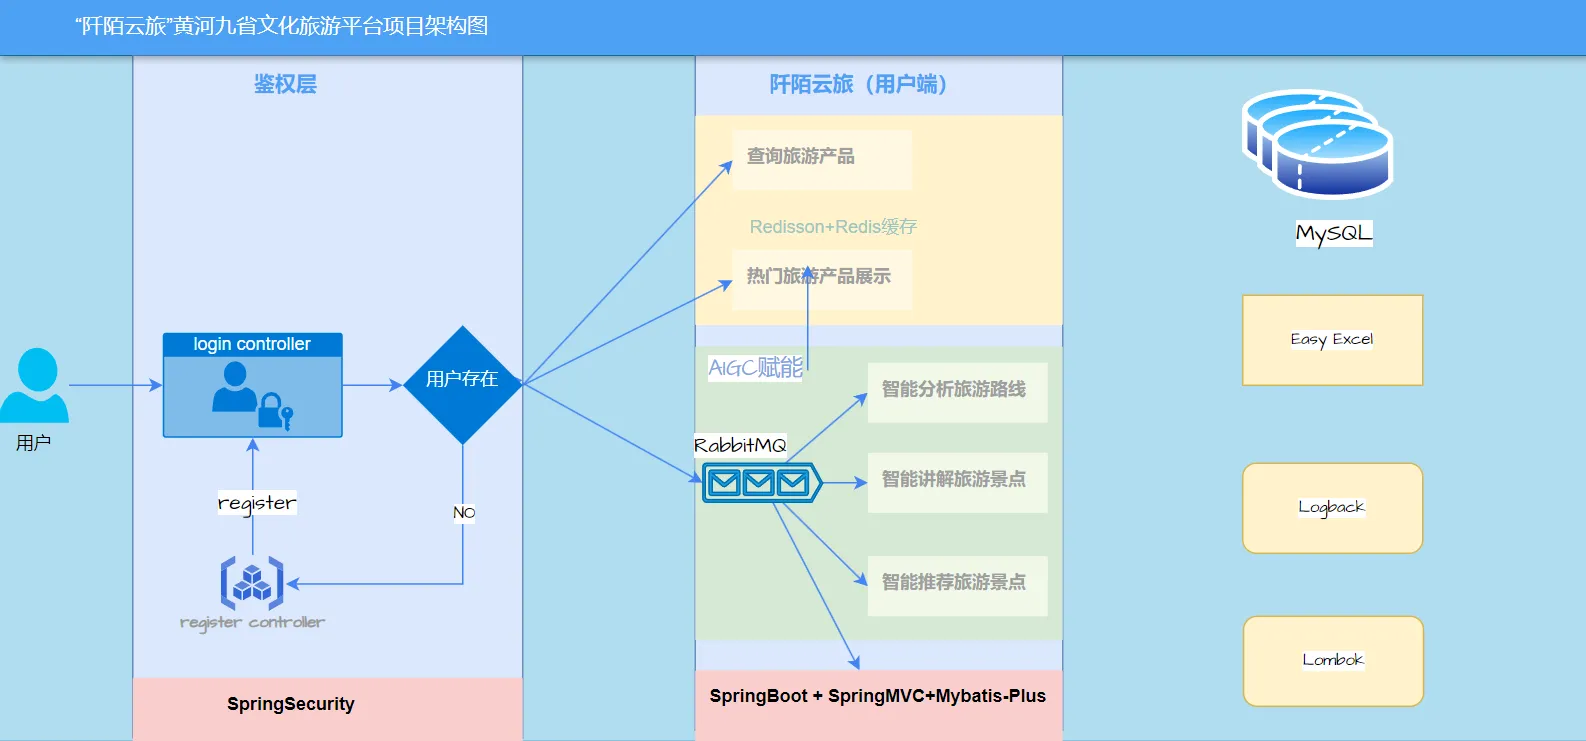 “阡陌云旅”黄河九省文化旅游平台项目架构图
鉴权层
阡陌云旅（用户端）
查询旅游产品
Redisson+Redis缓存
热门旅游产品展示
MySQL
login controller
用户存在
AIGC赋能
Easy Excel
智能分析旅游路线
用户
RabbitMQ
智能讲解旅游景点
register
NO
Logback
智能推荐旅游景点
register controller
Lombok
SpringSecurity
SpringBoot + SpringMVC+Mybatis-Plus